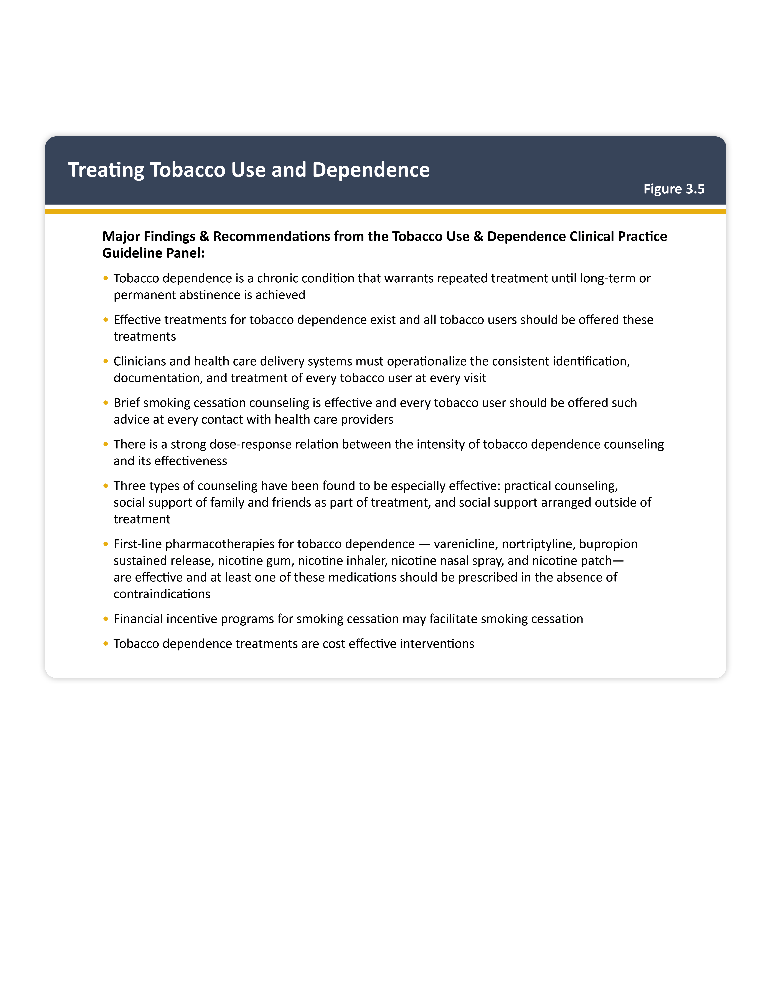 Treating Tobacco Use and Dependence
Figure 3.5
Major Findings & Recommendations from the Tobacco Use & Dependence Clinical Practice
Guideline Panel:
• Tobacco dependence is a chronic condition that warrants repeated treatment until long-term or
permanent abstinence is achieved
• Effective treatments for tobacco dependence exist and all tobacco users should be offered these
treatments
• Clinicians and health care delivery systems must operationalize the consistent identification,
documentation, and treatment of every tobacco user at every visit
• Brief smoking cessation counseling is effective and every tobacco user should be offered such
advice at every contact with health care providers
• There is a strong dose-response relation between the intensity of tobacco dependence counseling
and its effectiveness
• Three types of counseling have been found to be especially effective: practical counseling,
social support of family and friends as part of treatment, and social support arranged outside of
treatment
• First-line pharmacotherapies for tobacco dependence — varenicline, nortriptyline, bupropion
sustained release, nicotine gum, nicotine inhaler, nicotine nasal spray, and nicotine patch—
are effective and at least one of these medications should be prescribed in the absence of
contraindications
• Financial incentive programs for smoking cessation may facilitate smoking cessation
• Tobacco dependence treatments are cost effective interventions